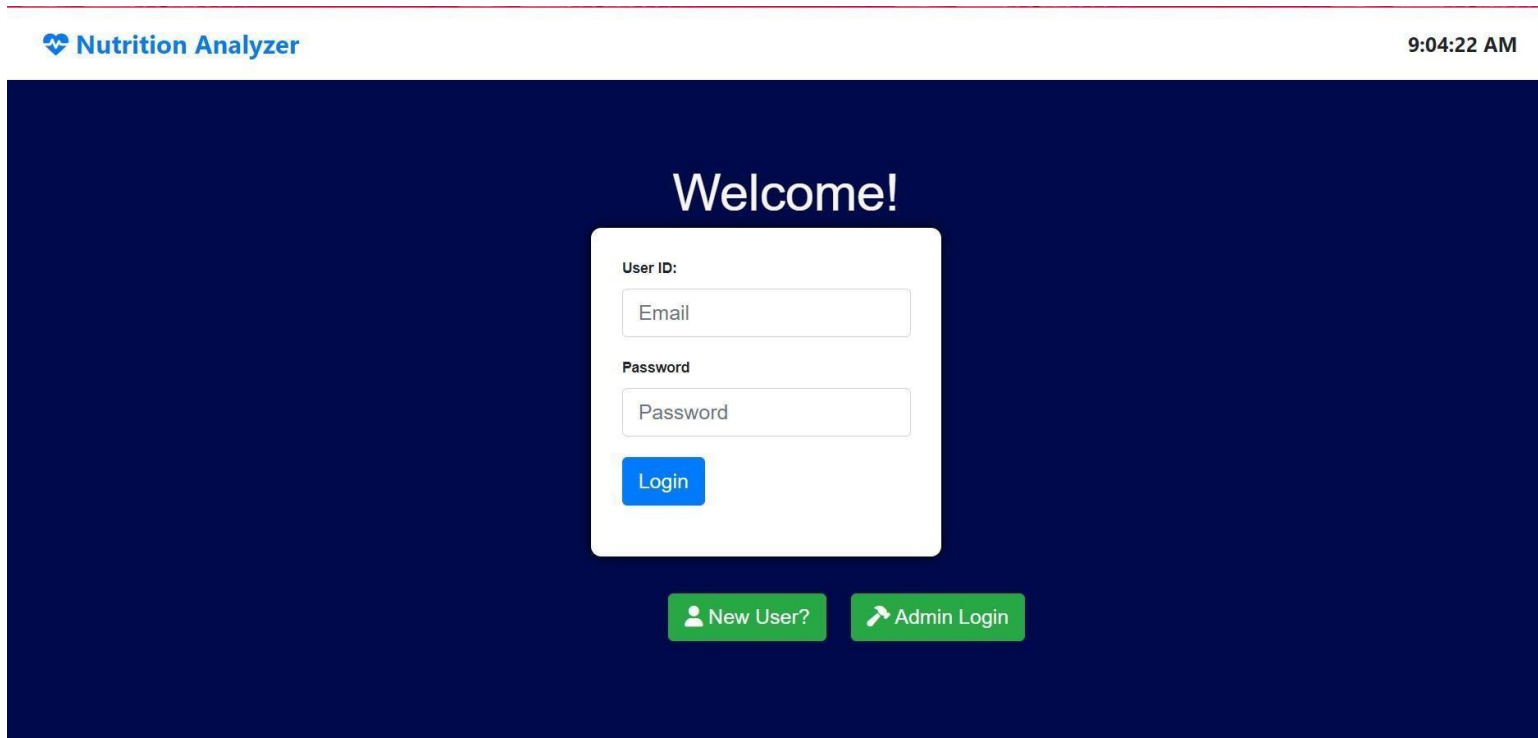 Nutrition Analyzer
9:04:22 AM
Welcome!
User ID:
Email
Password
Password
Login
New User?
Admin Login